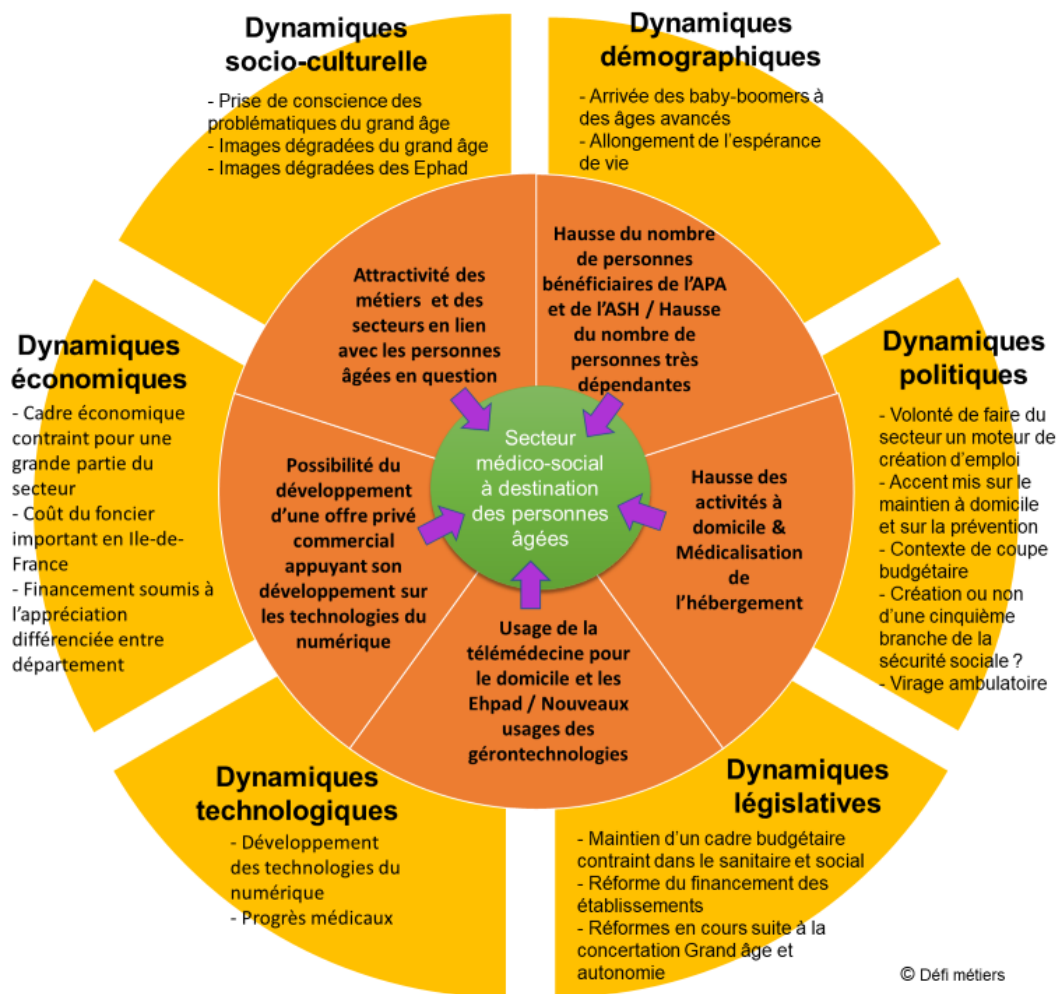 Dynamiques
socio-culturelle
- Prise de conscience des
problématiques du grand âge
- Images dégradées du grand âge
- Images dégradées des Ephad
Dynamiques
démographiques
- Arrivée des baby-boomers à
des âges avancés
- Allongement de l'espérance
de vie
Attractivité des
métiers et des
secteurs en lien
avec les personnes
âgées en question
Hausse du nombre
de personnes
bénéficiaires de l'APA
et de l'ASH / Hausse
du nombre de
personnes très
dépendantes
Dynamiques
économiques
- Cadre économique
contraint pour une
grande partie du
secteur
- Coût du foncier
important en Ile-de-
France
- Financement soumis à
l'appréciation
différenciée entre
département
Possibilité du
développement
d'une offre privé
commercial
appuyant son
développement sur
les technologies du
numérique
Secteur
médico-social
à destination
des personnes
âgées
Hausse des
activités à
domicile &
Médicalisation
de
l'hébergement
Dynamiques
politiques
- Volonté de faire du
secteur un moteur de
création d'emploi
- Accent mis sur le
maintien à domicile
et sur la prévention
- Contexte de coupe
budgétaire
- Création ou non
d'une cinquième
branche de la
sécurité sociale ?
- Virage ambulatoire
Usage de la
télémédecine pour
le domicile et les
Ehpad / Nouveaux
usages des
gérontechnologies
Dynamiques
technologiques
- Développement
des technologies du
numérique
- Progrès médicaux
Dynamiques
législatives
- Maintien d'un cadre budgétaire
contraint dans le sanitaire et social
- Réforme du financement des
établissements
- Réformes en cours suite à la
concertation Grand âge et
autonomie
© Défi métiers